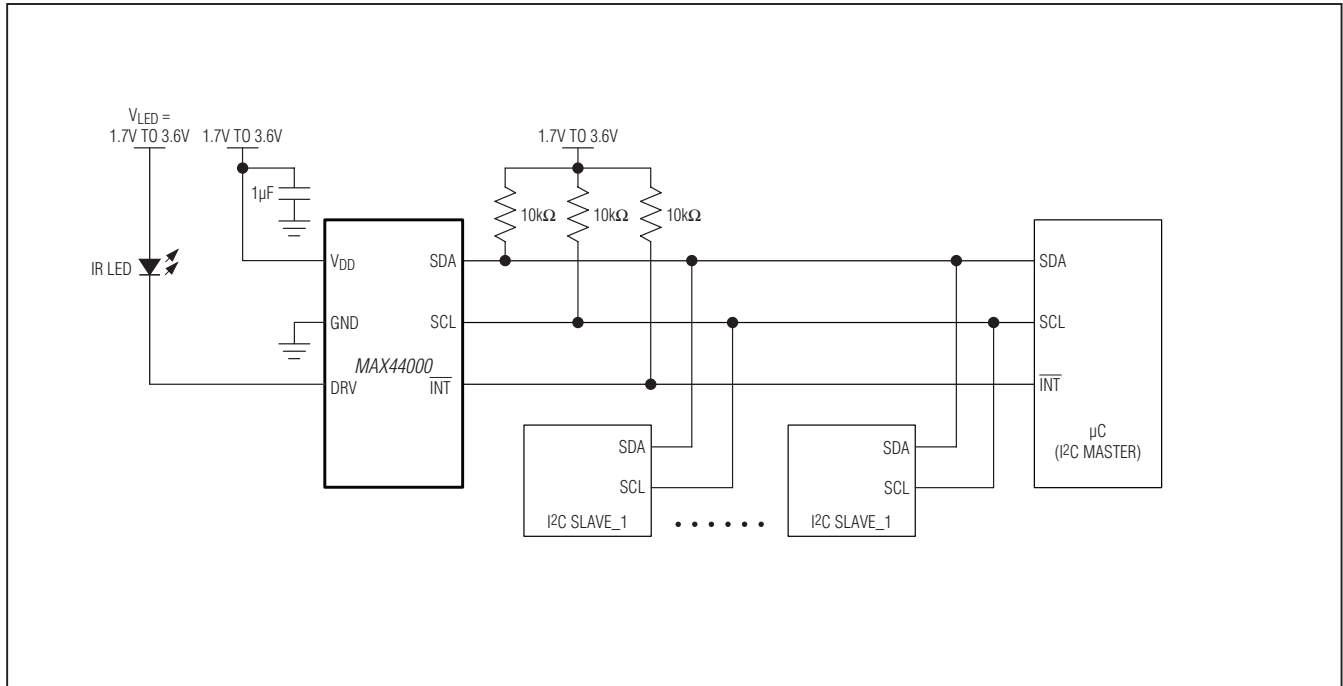 VLED =
1.7V TO 3.6V
1.7V TO 3.6V
1.7V TO 3.6V
1µF
10kΩ
10kΩ
10kΩ
IR LED
VDD
SDA
GND
SCL
MAX44000
DRV
INT
SDA
SCL
INT
µC
(I2C MASTER)
SDA
SCL
I2C SLAVE_1
SDA
SCL
I2C SLAVE_1